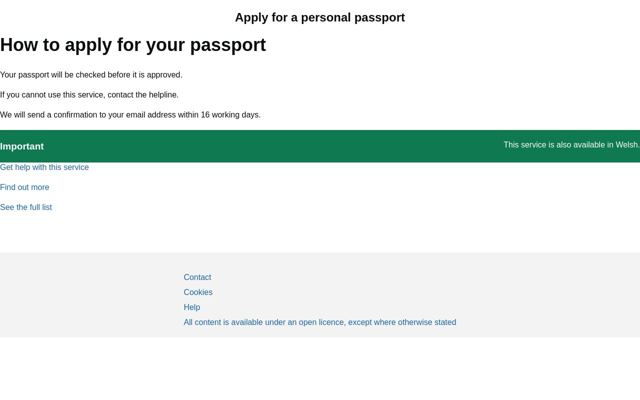 Apply for a personal passport
How to apply for your passport
Your passport will be checked before it is approved.
If you cannot use this service, contact the helpline.
We will send a confirmation to your email address within 16 working days.
Important
This service is also available in Welsh.
Get help with this service
Find out more
See the full list
Contact
Cookies
Help
All content is available under an open licence, except where otherwise stated